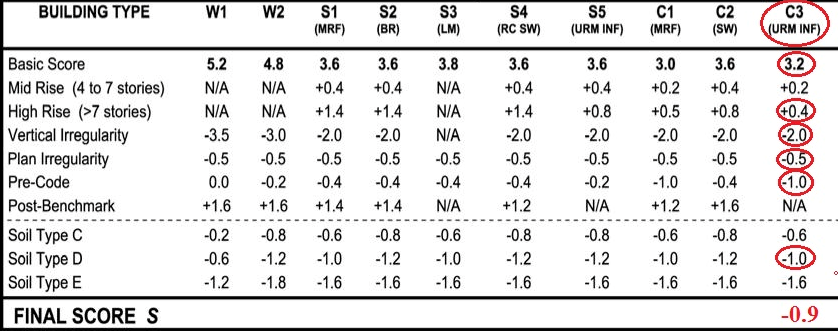 BUILDING TYPE W1 W2 S1 S2 S3 S4 S5 C1 C2 C3
(MRF) (BR) (LM) (RC SW) (URM INF) (MRF) (SW) (URM INF)
Basic Score 5.2 4.8 3.6 3.6 3.8 3.6 3.6 3.0 3.6 3.2
Mid Rise (4 to 7 stories) N/A N/A +0.4 +0.4 N/A +0.4 +0.4 +0.2 +0.4 +0.2
High Rise (>7 stories) N/A N/A +1.4 +1.4 N/A +1.4 +0.8 +0.5 +0.8 +0.4
Vertical Irregularity -3.5 -3.0 -2.0 -2.0 N/A -2.0 -2.0 -2.0 -2.0 -2.0
Plan Irregularity -0.5 -0.5 -0.5 -0.5 -0.5 -0.5 -0.5 -0.5 -0.5 -0.5
Pre-Code 0.0 -0.2 -0.4 -0.4 -0.4 -0.4 -0.2 -1.0 -0.4 -1.0
Post-Benchmark +1.6 +1.6 +1.4 +1.4 N/A +1.2 N/A +1.2 +1.6 N/A
Soil Type C -0.2 -0.8 -0.6 -0.8 -0.6 -0.8 -0.8 -0.6 -0.8 -0.6
Soil Type D -0.6 -1.2 -1.0 -1.2 -1.0 -1.2 -1.2 -1.0 -1.2 -1.0
Soil Type E -1.2 -1.8 -1.6 -1.6 -1.6 -1.6 -1.6 -1.6 -1.6 -1.6
FINAL SCORE S -0.9